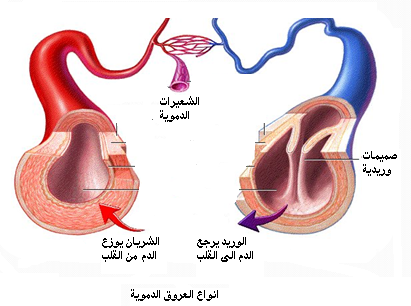 الشعيرات
الدموية
صميمات
وريدية
الشريان يوزع
الدم من القلب
الوريد يرجع
الدم الى القلب
انواع العروق الدموية